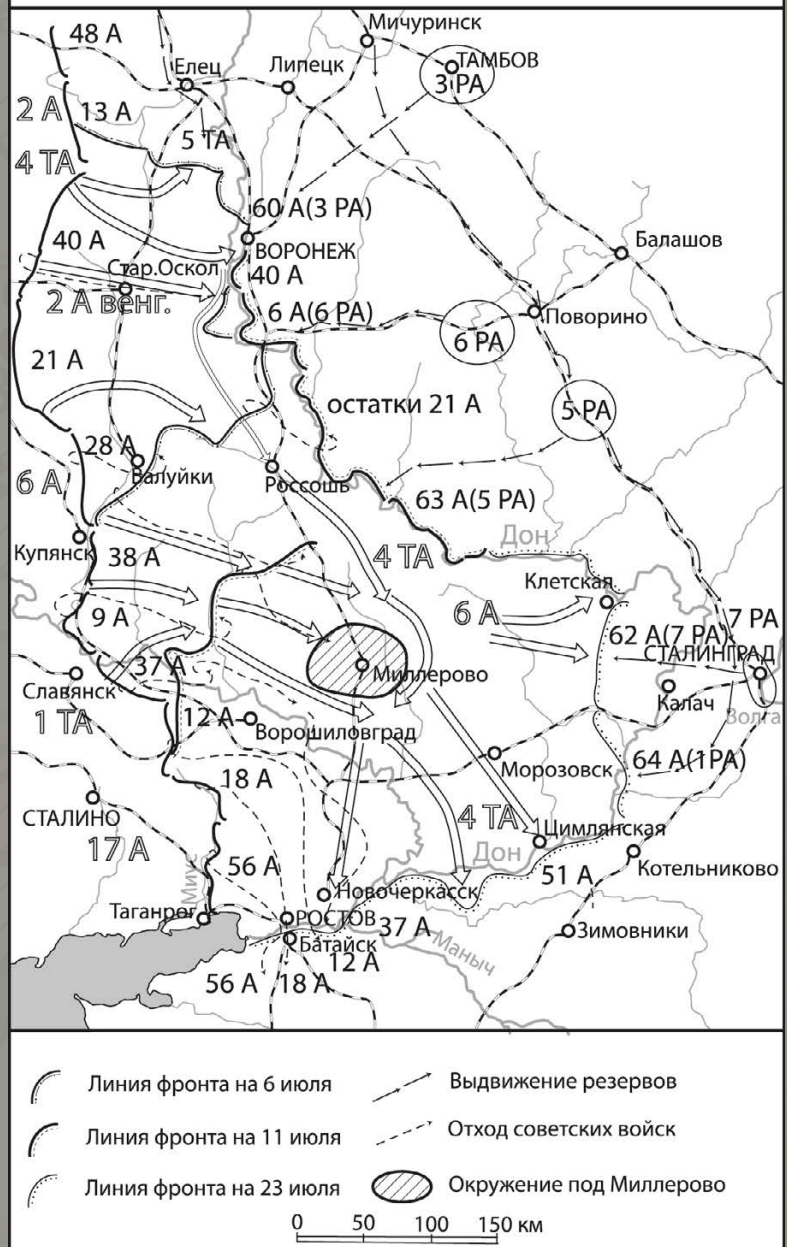 Мичуринск
48 А
Елец
Липецк
ТАМБОВ
3 РА
2 А
13 А
5 ТА
4 ТА
60 А(3 РА)
40 А
ВОРОНЕЖ
Балашов
Стар.Оскол
40 А
2 А венг.
6 А(6 РА)
Поворино
6 РА
21 А
остатки 21 А
5 РА
28 А
6 А
Валуйки
Россошь
63 А(5 РА)
Дон
Купянск
38 А
4 ТА
Клетская
9 А
6 А
7 РА
62 А(7 РА)
СТАЛИНГРАД
37 А
Миллерово
Славянск
Калач
1 ТА
12 А
Ворошиловград
Волга
18 А
Морозовск
64 А(1РА)
СТАЛИНО
4 ТА
Цимлянская
17 А
Дон
56 А
51 А
Котельниково
Миус
Новочеркасск
Таганрог
РОСТОВ
37 А
Зимовники
Батайск
Маныч
12 А
56 А
18 А
Линия фронта на 6 июля
Выдвижение резервов
Линия фронта на 11 июля
Отход советских войск
Линия фронта на 23 июля
Окружение под Миллерово
0 50 100 150 км